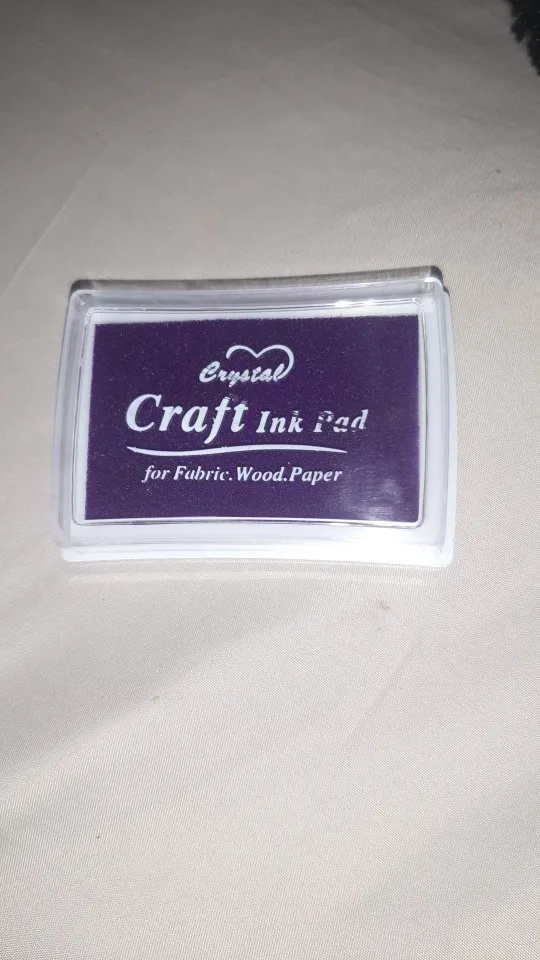 Crystal
Craft Ink Pad
for Fabric.Wood.Paper